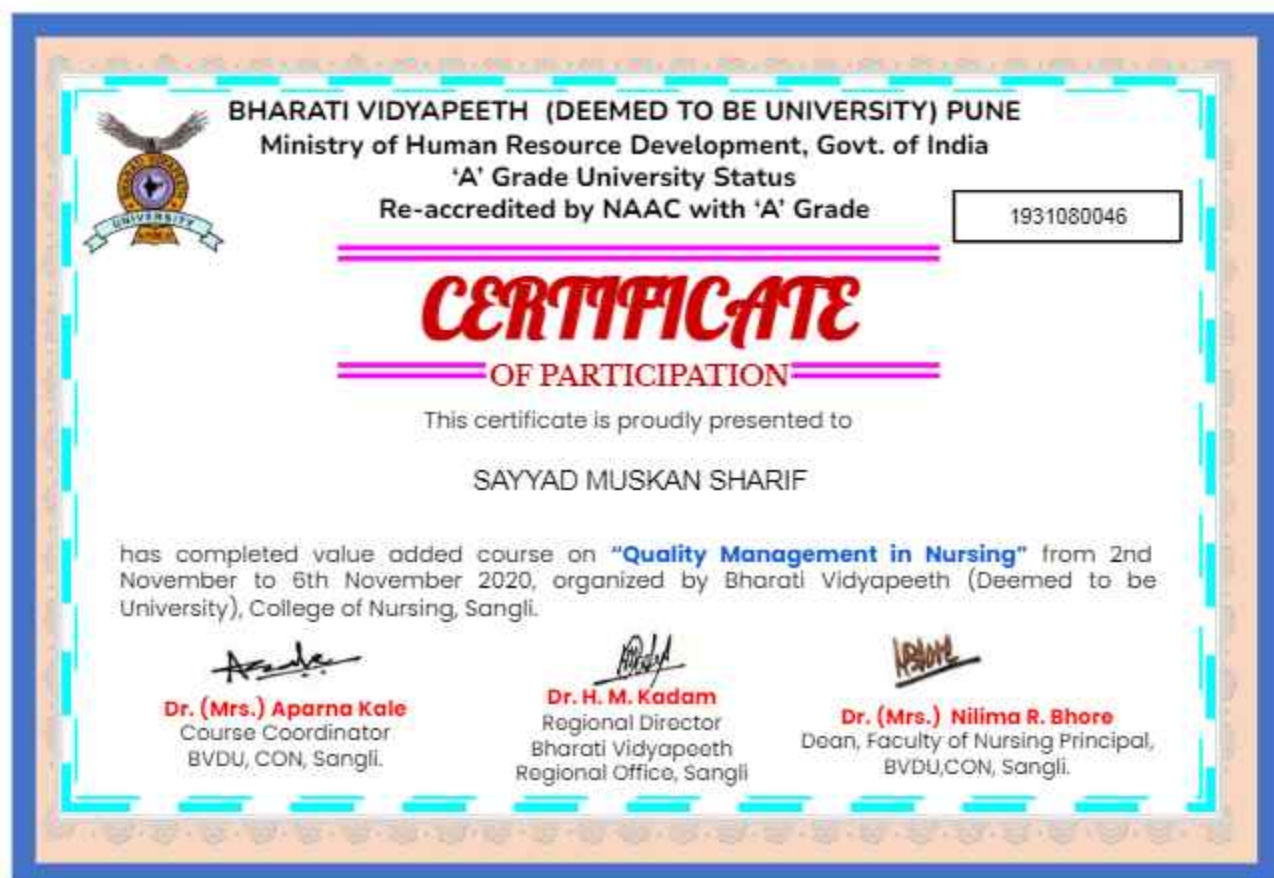 BHARATI VIDYAPEETH (DEEMED TO BE UNIVERSITY) PUNE
Ministry of Human Resource Development, Govt. of India
‘A’ Grade University Status
Re-accredited by NAAC with ‘A’ Grade
BHARATI VIDYAPEETH
UNIVERSITY
1931080046
CERTIFICATE
OF PARTICIPATION
This certificate is proudly presented to
SAYYAD MUSKAN SHARIF
has completed value added course on “Quality Management in Nursing” from 2nd
November to 6th November 2020, organized by Bharati Vidyapeeth (Deemed to be
University), College of Nursing, Sangli.
Dr. (Mrs.) Aparna Kale
Course Coordinator
BVDU, CON, Sangli.
Dr. H. M. Kadam
Regional Director
Bharati Vidyapeeth
Regional Office, Sangli
Dr. (Mrs.) Nilima R. Bhore
Dean, Faculty of Nursing Principal,
BVDU,CON, Sangli.